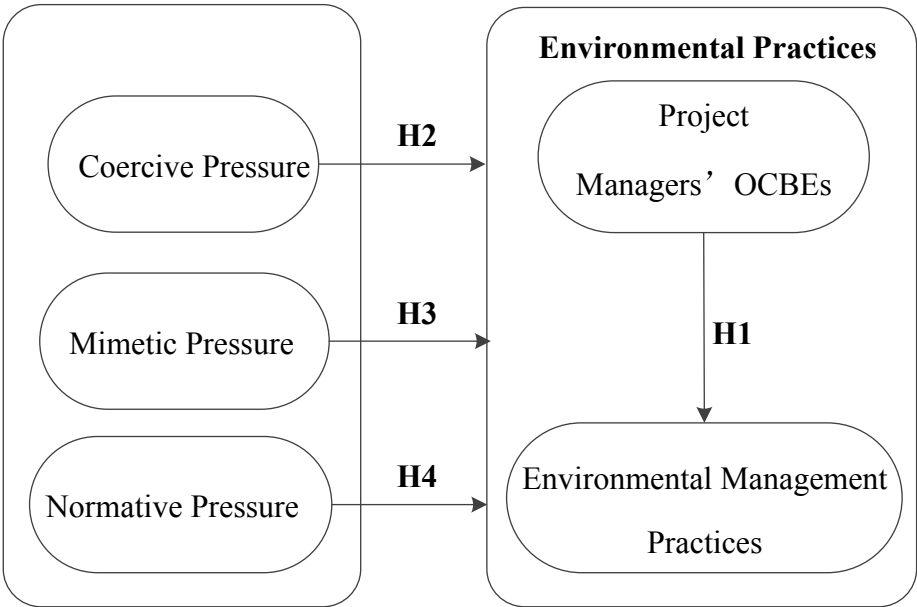 Coercive Pressure
Mimetic Pressure
Normative Pressure
H2
H3
H4
Environmental Practices
Project
Managers’ OCBEs
H1
Environmental Management
Practices